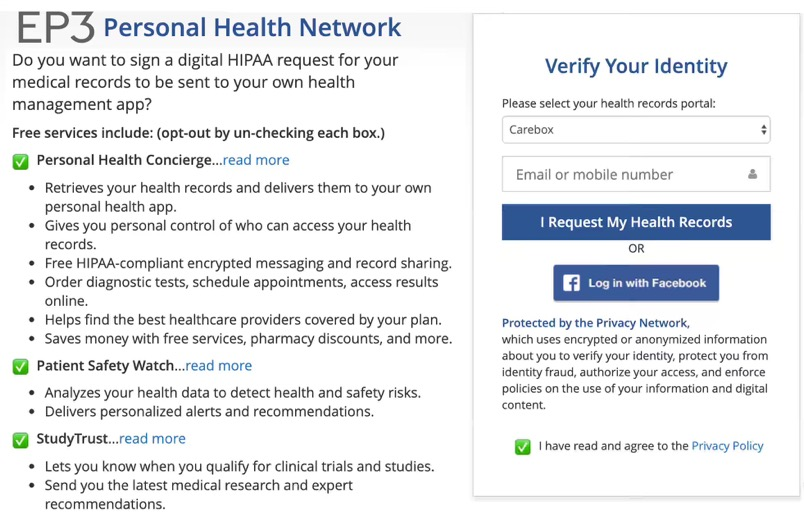 EP3 Personal Health Network
Do you want to sign a digital HIPAA request for your
medical records to be sent to your own health
management app?
Free services include: (opt-out by un-checking each box.)
Personal Health Concierge...read more
• Retrieves your health records and delivers them to your own
personal health app.
• Gives you personal control of who can access your health
records.
• Free HIPAA-compliant encrypted messaging and record sharing.
• Order diagnostic tests, schedule appointments, access results
online.
• Helps find the best healthcare providers covered by your plan.
• Saves money with free services, pharmacy discounts, and more.
Patient Safety Watch...read more
• Analyzes your health data to detect health and safety risks.
• Delivers personalized alerts and recommendations.
StudyTrust...read more
• Lets you know when you qualify for clinical trials and studies.
• Send you the latest medical research and expert
recommendations.
Verify Your Identity
Please select your health records portal:
Carebox
Email or mobile number
I Request My Health Records
OR
Log in with Facebook
Protected by the Privacy Network,
which uses encrypted or anonymized information
about you to verify your identity, protect you from
identity fraud, authorize your access, and enforce
policies on the use of your information and digital
content.
I have read and agree to the Privacy Policy